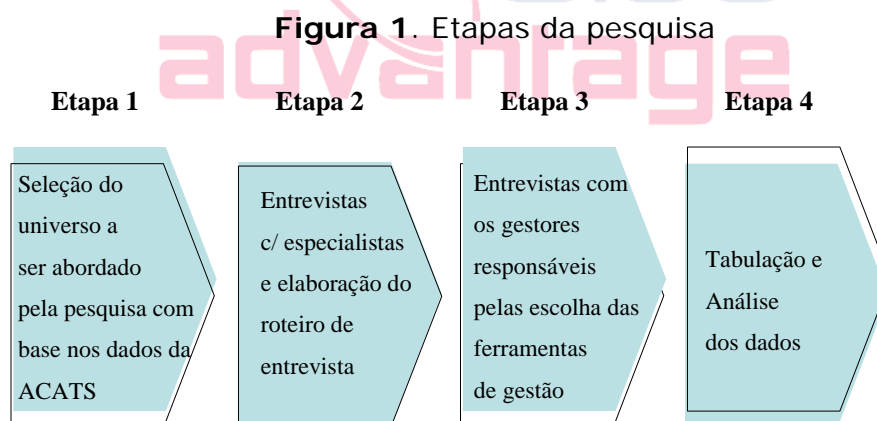 Figura 1. Etapas da pesquisa
advantage
Etapa 1
Etapa 2
Etapa 3
Etapa 4
Seleção do
universo a
ser abordado
pela pesquisa com
base nos dados da
ACATS
Entrevistas
c/ especialistas
e elaboração do
roteiro de
entrevista
Entrevistas com
os gestores
responsáveis
pelas escolha das
ferramentas
de gestão
Tabulação e
Análise
dos dados